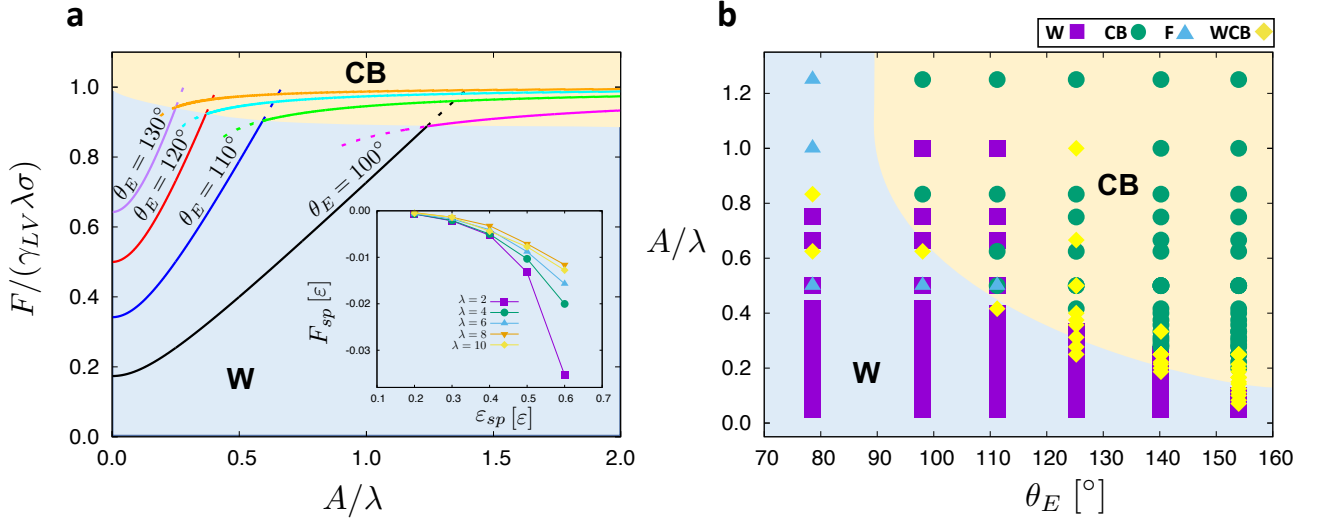 a
b
W CB F WCB
F/(γ_LV λσ)
1.0
0.8
0.6
0.4
0.2
0.0
0.0 0.5 1.0 1.5 2.0
A/λ
CB
W
θ_E = 130°
θ_E = 120°
θ_E = 110°
θ_E = 100°
F_sp [ε]
0.00
-0.01
-0.02
-0.03
0.1 0.2 0.3 0.4 0.5 0.6 0.7
ε_sp [ε]
λ = 2
λ = 4
λ = 6
λ = 8
λ = 10
A/λ
1.2
1.0
0.8
0.6
0.4
0.2
0.0
70 80 90 100 110 120 130 140 150 160
θ_E [°]
CB
W